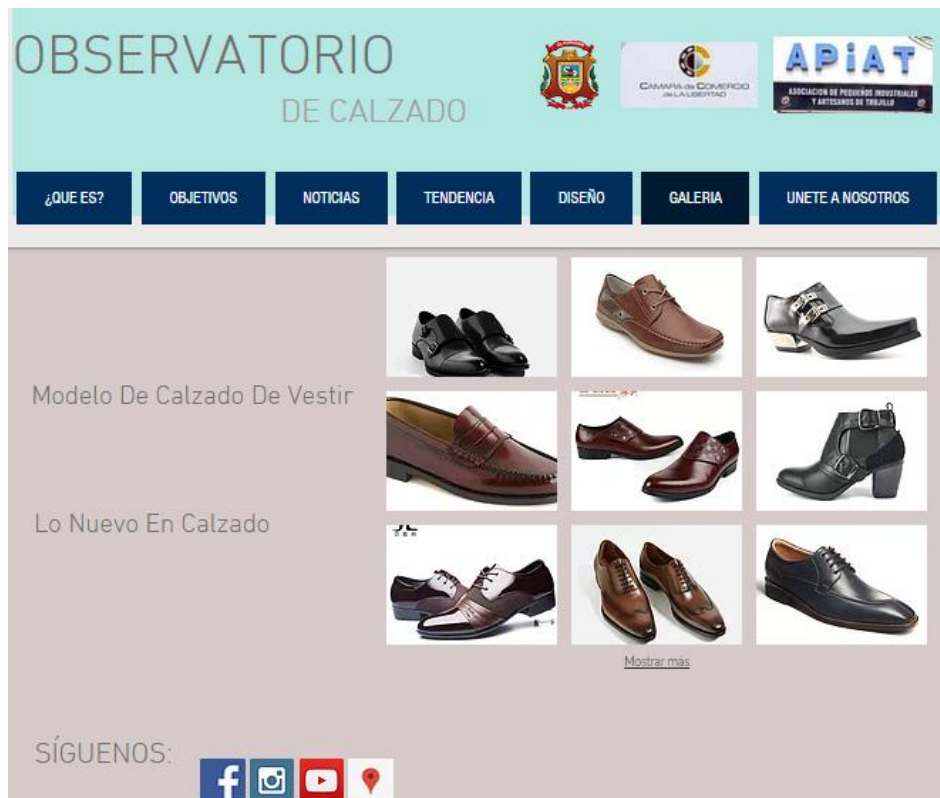 OBSERVATORIO
DE CALZADO
CAMARA de COMERCIO
de LA LIBERTAD
APiAT
ASOCIACION DE PEQUEÑOS INDUSTRIALES
Y ARTESANOS DE TRUJILLO
¿QUE ES?
OBJETIVOS
NOTICIAS
TENDENCIA
DISEÑO
GALERIA
UNETE A NOSOTROS
Modelo De Calzado De Vestir
Lo Nuevo En Calzado
Mostrar más
SÍGUENOS: